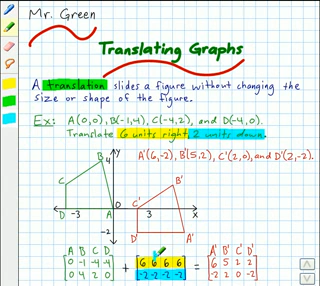 Mr. Green
Translating Graphs
A translation slides a figure without changing the
size or shape of the figure.
Ex: A(0,0), B(-1,4), C(-4,2), and D(-4,0).
Translate 6 units right, 2 units down.
A'(6,-2), B'(5,2), C'(2,0), and D'(2,-2).
B y
B'
C
D -3 A 0 C' 3 x
-2 D' A'
A B C D A' B' C' D'
[0 -1 -4 -4] + [6 6 6 6] = [6 5 2 2]
[0 4 2 0] [-2 -2 -2 -2] [-2 2 0 -2]